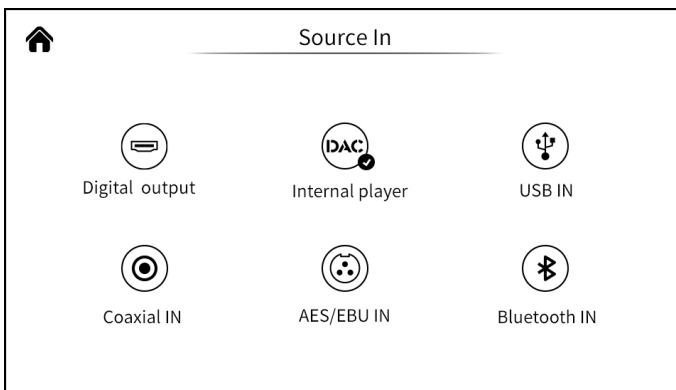 Source In
DAC
Digital output
Internal player
USB IN
Coaxial IN
AES/EBU IN
Bluetooth IN